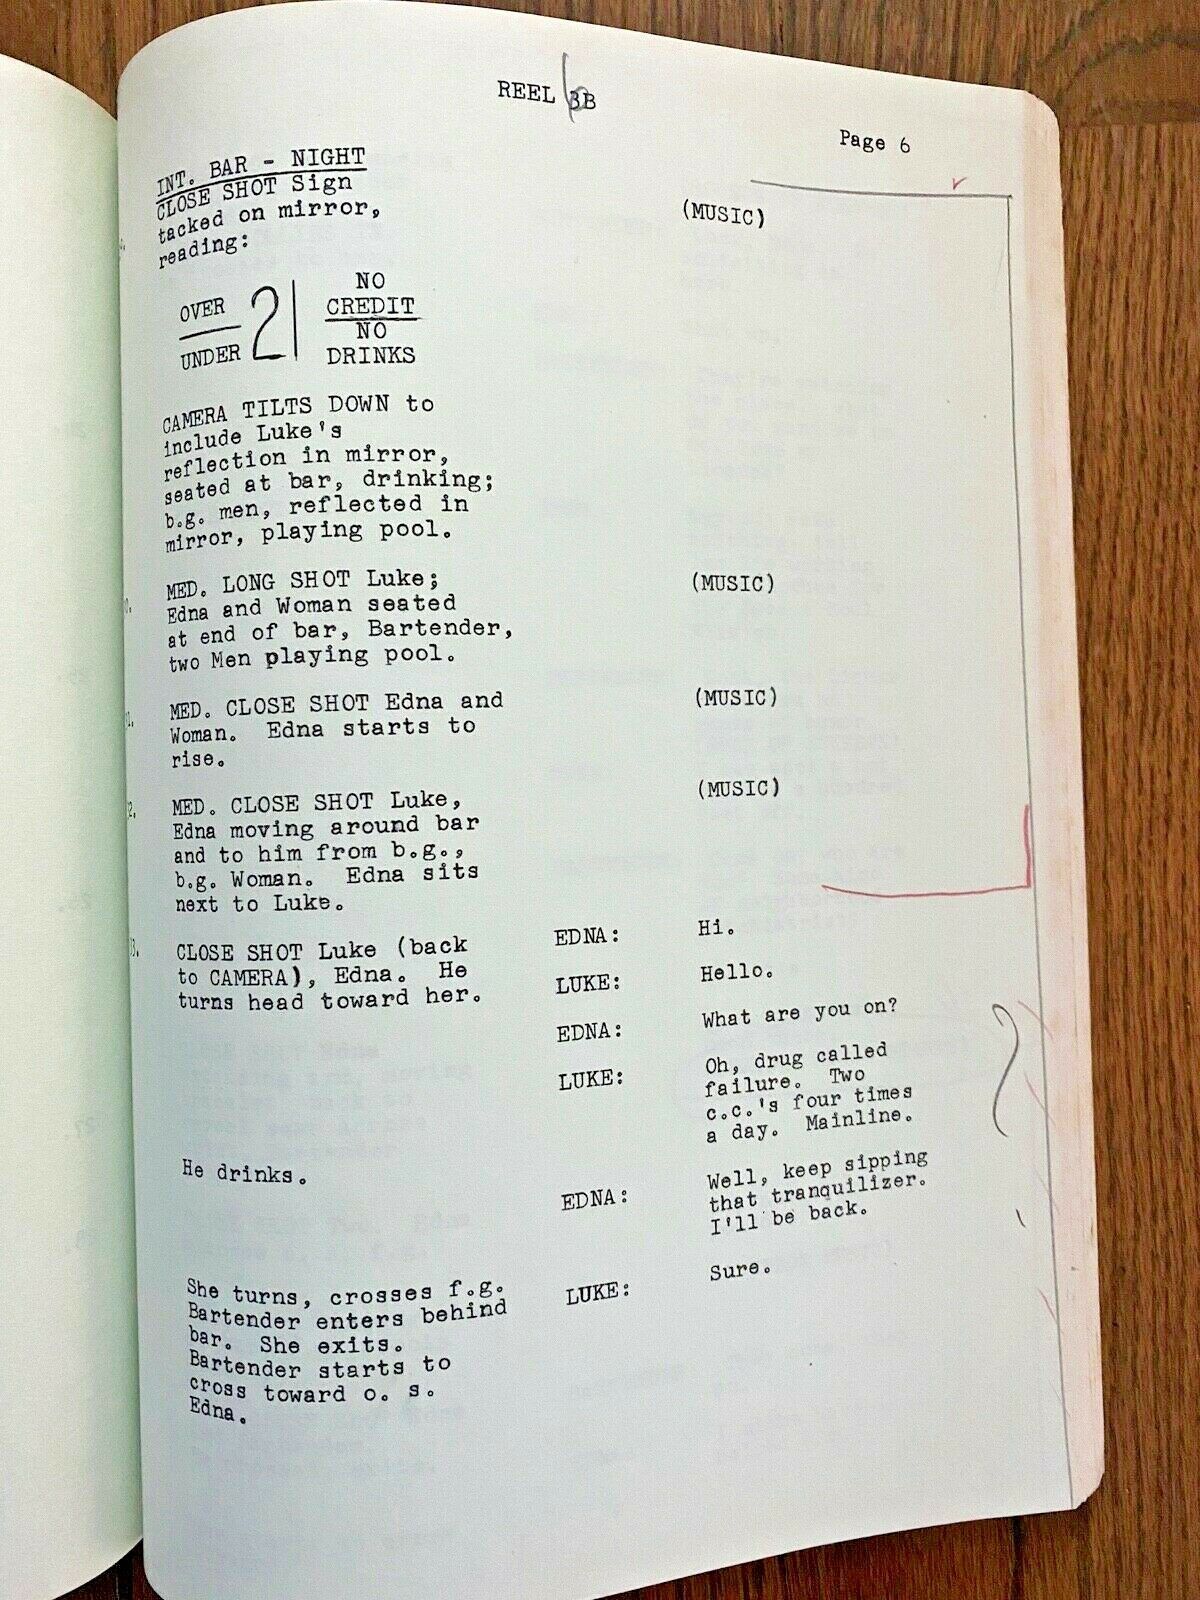 REEL 3B
Page 6
INT. BAR - NIGHT
CLOSE SHOT Sign
tacked on mirror,
reading:
(MUSIC)
OVER
UNDER
21
NO
CREDIT
NO
DRINKS
CAMERA TILTS DOWN to
include Luke's
reflection in mirror,
seated at bar, drinking;
b.g. men, reflected in
mirror, playing pool.
MED. LONG SHOT Luke;
Edna and Woman seated
at end of bar, Bartender,
two Men playing pool.
(MUSIC)
MED. CLOSE SHOT Edna and
Woman. Edna starts to
rise.
(MUSIC)
MED. CLOSE SHOT Luke,
Edna moving around bar
and to him from b.g.,
b.g. Woman. Edna sits
next to Luke.
(MUSIC)
CLOSE SHOT Luke (back
to CAMERA), Edna. He
turns head toward her.
EDNA: Hi.
LUKE: Hello.
EDNA: What are you on?
LUKE: Oh, drug called
failure. Two
c.c.'s four times
a day. Mainline.
He drinks.
EDNA: Well, keep sipping
that tranquilizer.
I'll be back.
LUKE: Sure.
She turns, crosses f.g.
Bartender enters behind
bar. She exits.
Bartender starts to
cross toward o. s.
Edna.